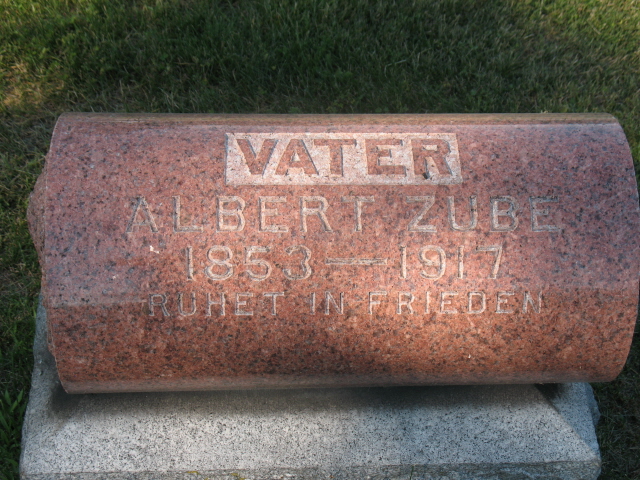 VATER
ALBERT ZUBE
1853 — 1917
RUHET IN FRIEDEN